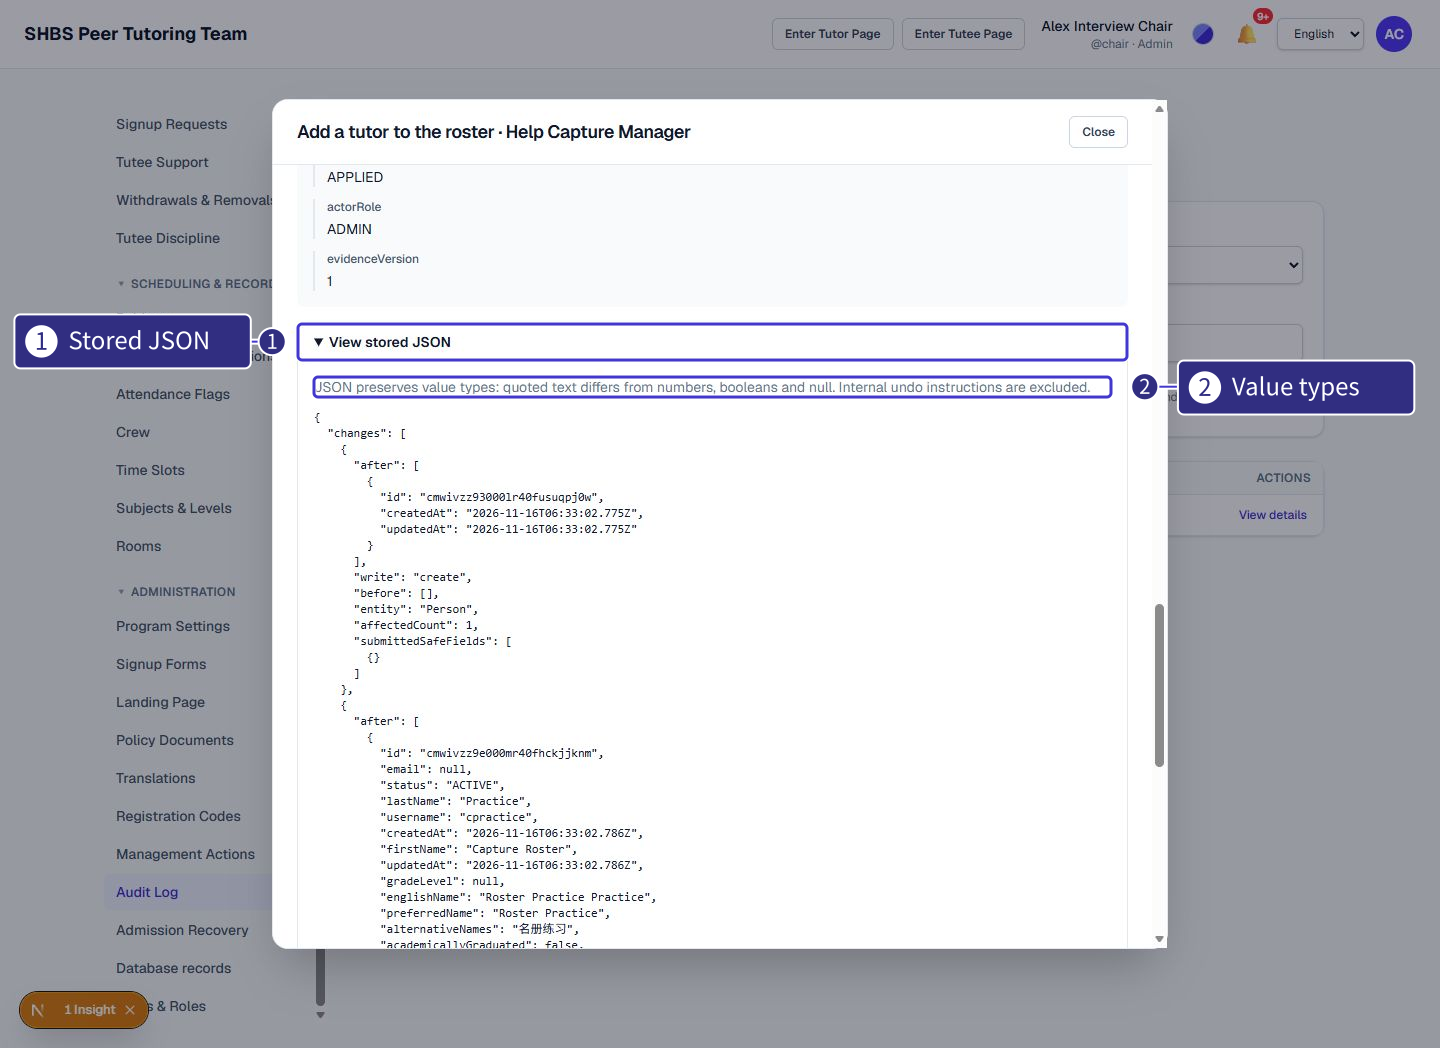 SHBS Peer Tutoring Team
Enter Tutor Page
Enter Tutee Page
Alex Interview Chair
@chair · Admin
9+
English
AC
Signup Requests
Tutee Support
Withdrawals & Removals
Tutee Discipline
SCHEDULING & RECORD
Attendance Flags
Crew
Time Slots
Subjects & Levels
Rooms
ADMINISTRATION
Program Settings
Signup Forms
Landing Page
Policy Documents
Translations
Registration Codes
Management Actions
Audit Log
Admission Recovery
Database records
s & Roles
1 Insight
Add a tutor to the roster · Help Capture Manager
Close
APPLIED
actorRole
ADMIN
evidenceVersion
1
1 Stored JSON
1
▼ View stored JSON
JSON preserves value types: quoted text differs from numbers, booleans and null. Internal undo instructions are excluded.
2
2 Value types
{
"changes": [
{
"after": [
{
"id": "cmwivzz93000lr40fusuqpj0w",
"createdAt": "2026-11-16T06:33:02.775Z",
"updatedAt": "2026-11-16T06:33:02.775Z"
}
],
"write": "create",
"before": [],
"entity": "Person",
"affectedCount": 1,
"submittedSafeFields": [
{}
]
},
{
"after": [
{
"id": "cmwivzz9e000mr40fhckjjknm",
"email": null,
"status": "ACTIVE",
"lastName": "Practice",
"username": "cpractice",
"createdAt": "2026-11-16T06:33:02.786Z",
"firstName": "Capture Roster",
"updatedAt": "2026-11-16T06:33:02.786Z",
"gradeLevel": null,
"englishName": "Roster Practice Practice",
"preferredName": "Roster Practice",
"alternativeNames": "名册练习",
"academicallyGraduated": false,
ACTIONS
View details